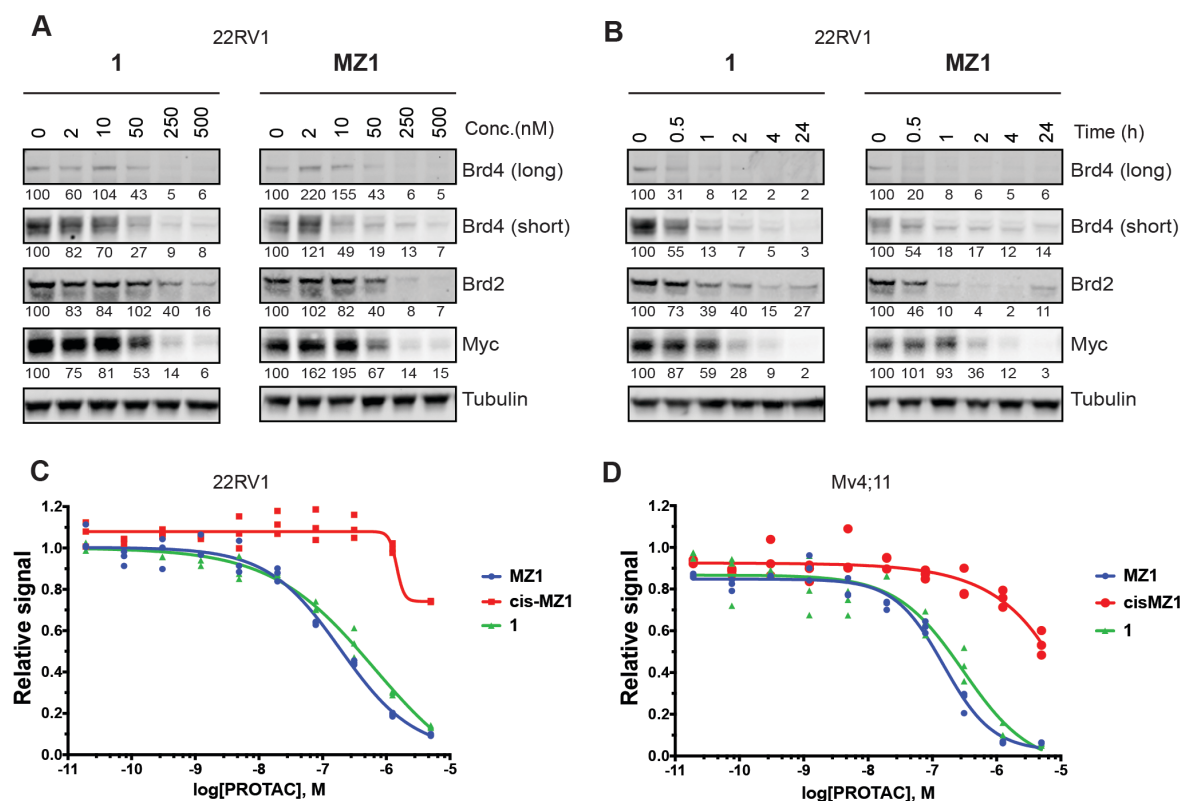 A
22RV1
1 MZ1
0 2 10 50 250 500 0 2 10 50 250 500 Conc.(nM)
Brd4 (long)
100 60 104 43 5 6 100 220 155 43 6 5
Brd4 (short)
100 82 70 27 9 8 100 121 49 19 13 7
Brd2
100 83 84 102 40 16 100 102 82 40 8 7
Myc
100 75 81 53 14 6 100 162 195 67 14 15
Tubulin
B
22RV1
1 MZ1
0 0.5 1 2 4 24 0 0.5 1 2 4 24 Time (h)
Brd4 (long)
100 31 8 12 2 2 100 20 8 6 5 6
Brd4 (short)
100 55 13 7 5 3 100 54 18 17 12 14
Brd2
100 73 39 40 15 27 100 46 10 4 2 11
Myc
100 87 59 28 9 2 100 101 93 36 12 3
Tubulin
C
22RV1
Relative signal
1.2
1.0
0.8
0.6
0.4
0.2
0.0
-11 -10 -9 -8 -7 -6 -5
log[PROTAC], M
MZ1
cis-MZ1
1
D
Mv4;11
Relative signal
1.2
1.0
0.8
0.6
0.4
0.2
0.0
-11 -10 -9 -8 -7 -6 -5
log[PROTAC], M
MZ1
cisMZ1
1